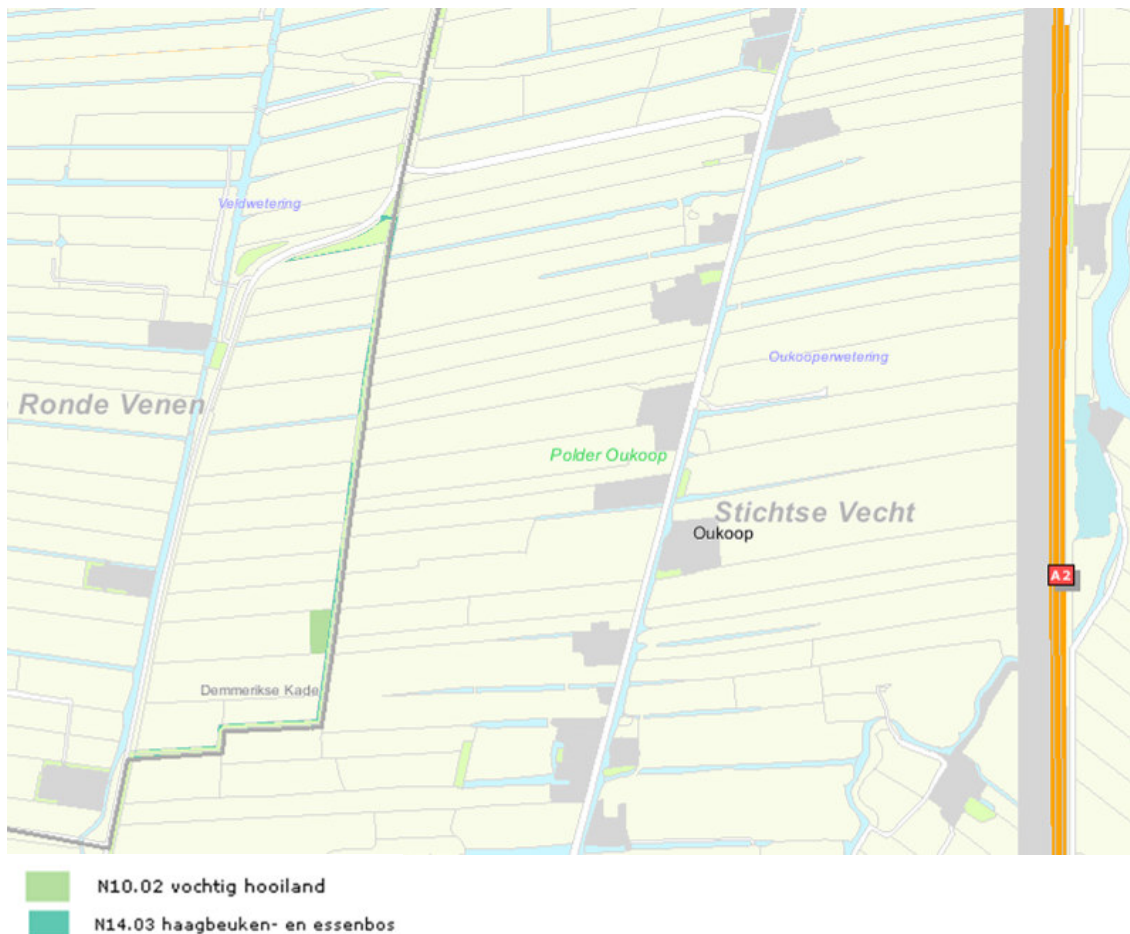 Veldwetering
Oukooperwetering
Ronde Venen
Polder Oukoop
Stichtse Vecht
Oukoop
A2
Demmerikse Kade
N10.02 vochtig hooiland
N14.03 haagbeuken- en essenbos